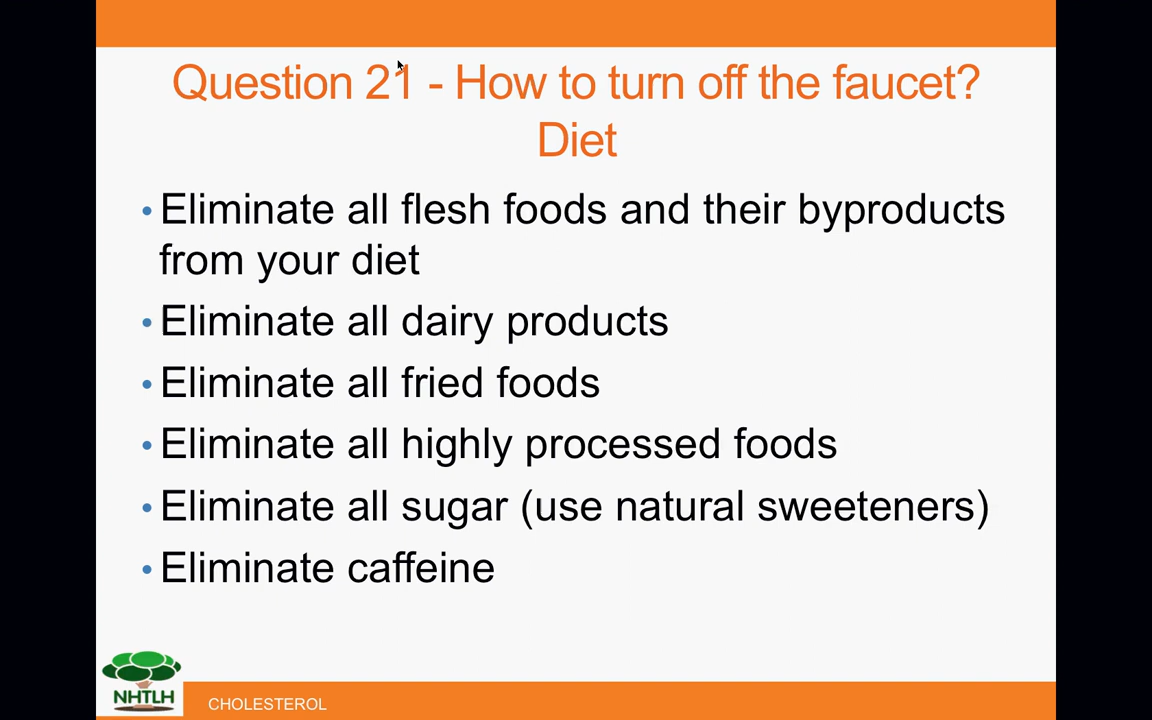 Question 21 - How to turn off the faucet?
Diet
• Eliminate all flesh foods and their byproducts
from your diet
• Eliminate all dairy products
• Eliminate all fried foods
• Eliminate all highly processed foods
• Eliminate all sugar (use natural sweeteners)
• Eliminate caffeine
NHTLH
CHOLESTEROL